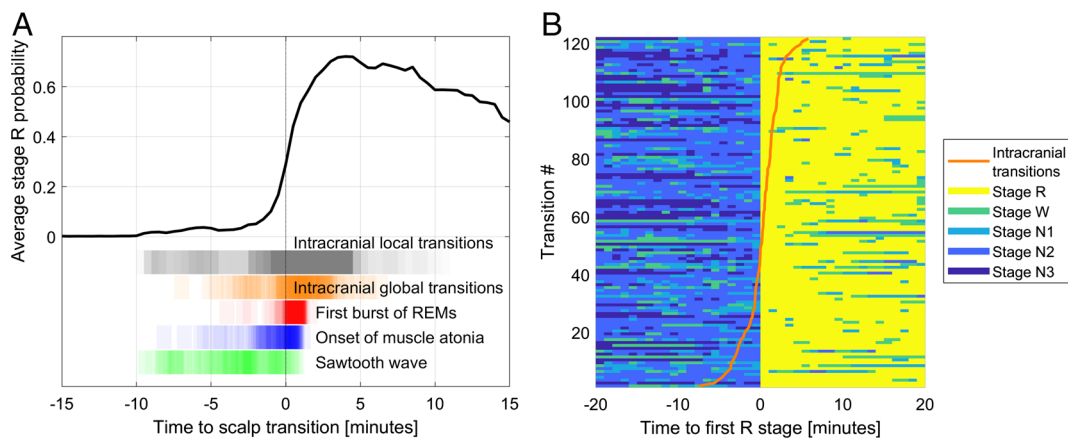 A
Average stage R probability
0.6
0.4
0.2
0
Intracranial local transitions
Intracranial global transitions
First burst of REMs
Onset of muscle atonia
Sawtooth wave
-15 -10 -5 0 5 10 15
Time to scalp transition [minutes]
B
Transition #
120
100
80
60
40
20
-20 -10 0 10 20
Time to first R stage [minutes]
Intracranial
transitions
Stage R
Stage W
Stage N1
Stage N2
Stage N3